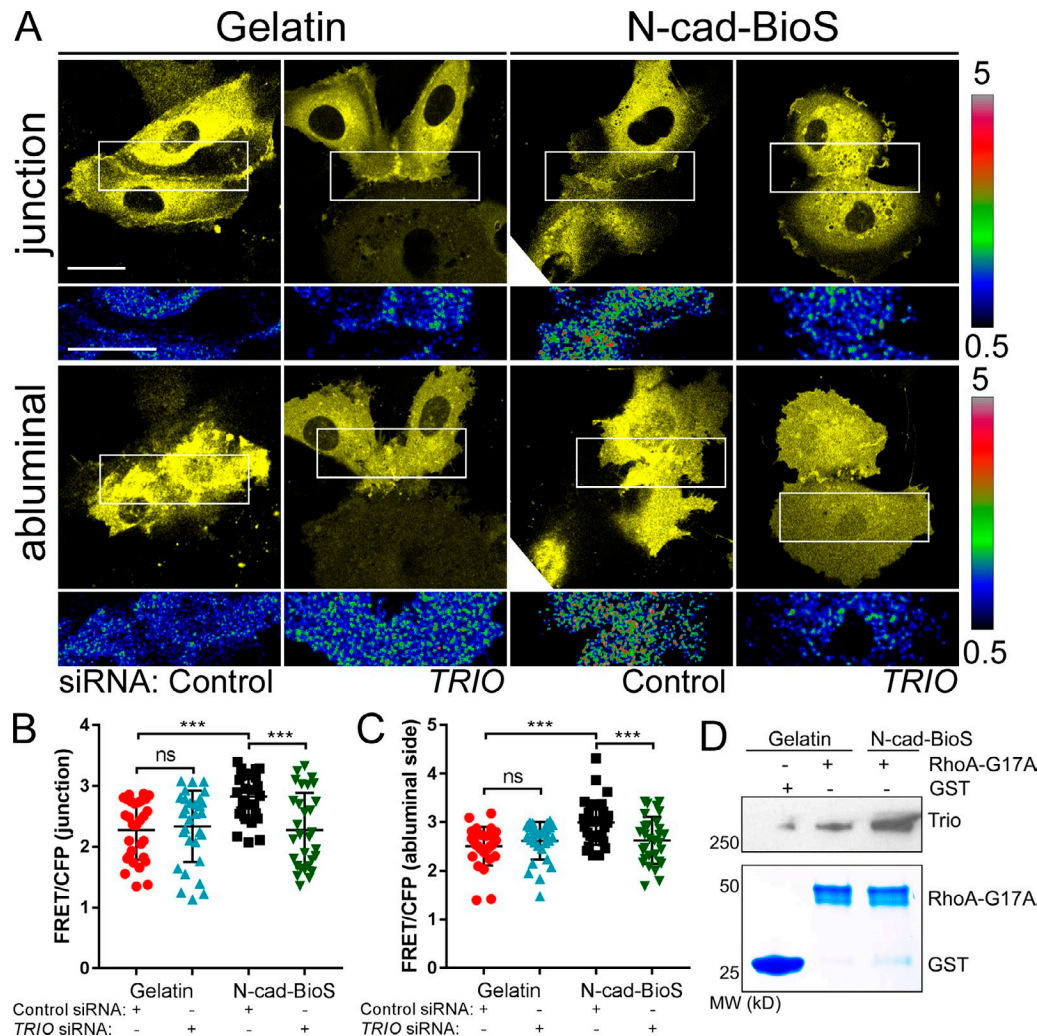 A
Gelatin N-cad-BioS
junction
5
0.5
abluminal
5
0.5
siRNA: Control TRIO Control TRIO
B
FRET/CFP (junction)
4
3
2
1
0
*** 
ns ***
Gelatin N-cad-BioS
Control siRNA: + - + -
TRIO siRNA: - + - +
C
FRET/CFP (abluminal side)
5
4
3
2
1
0
***
ns ***
Gelatin N-cad-BioS
Control siRNA: + - + -
TRIO siRNA: - + - +
D
Gelatin N-cad-BioS
- + + RhoA-G17A
+ - - GST
250 Trio
50 RhoA-G17A
25 GST
MW (kD)